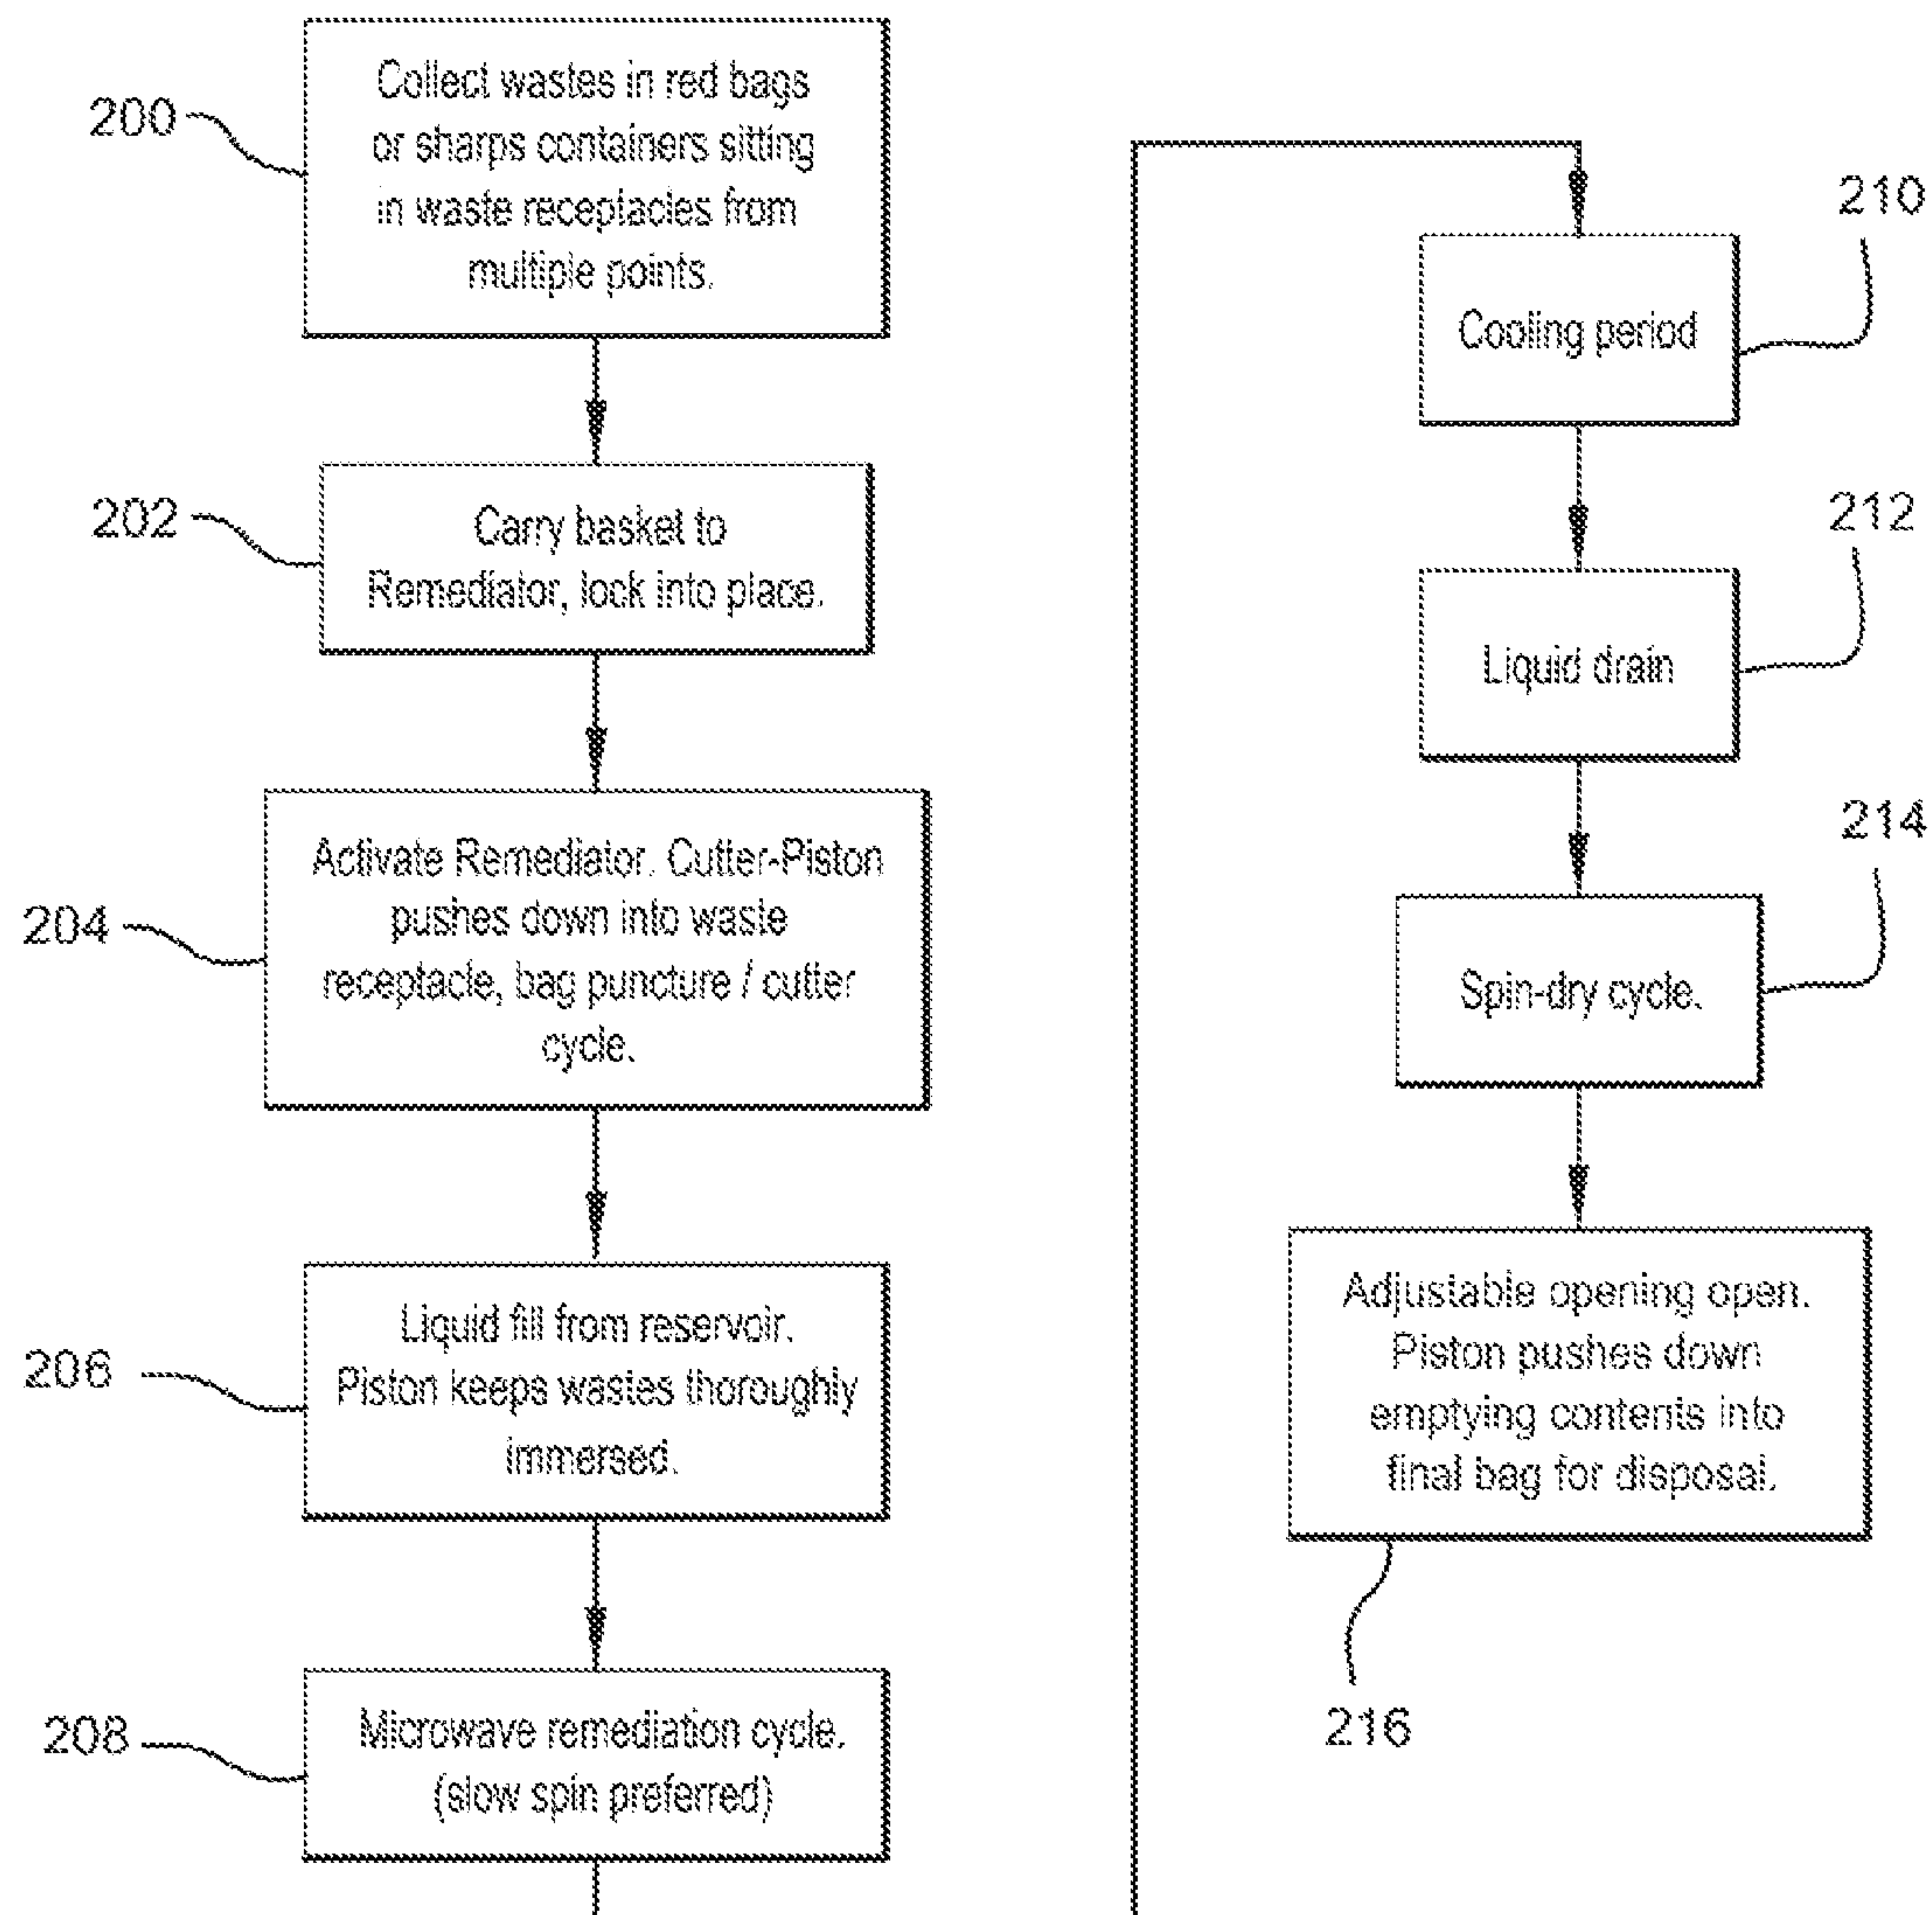 200
Collect wastes in red bags
or sharps containers sitting
in waste receptacles from
multiple points.
202
Carry basket to
Remediator, lock into place.
204
Activate Remediator. Cutter-Piston
pushes down into waste
receptacle, bag puncture / cutter
cycle.
206
Liquid fill from reservoir.
Piston keeps wastes thoroughly
immersed.
208
Microwave remediation cycle.
(slow spin preferred)
210
Cooling period
212
Liquid drain
214
Spin-dry cycle.
Adjustable opening open.
Piston pushes down
emptying contents into
final bag for disposal.
216